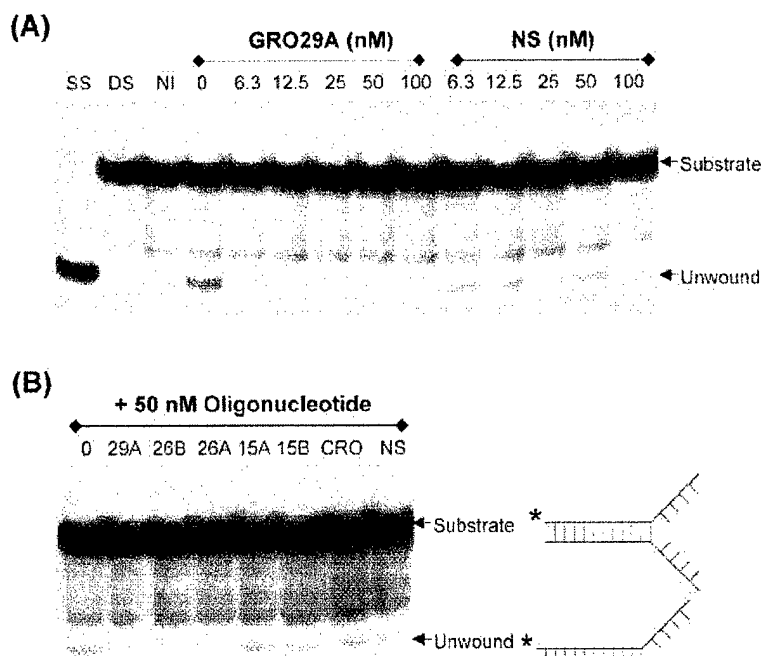 (A)
GRO29A (nM) NS (nM)
SS DS NI 0 6.3 12.5 25 50 100 6.3 12.5 25 50 100
Substrate
Unwound
(B)
+ 50 nM Oligonucleotide
0 29A 26B 26A 15A 15B CRO NS
Substrate *
Unwound *